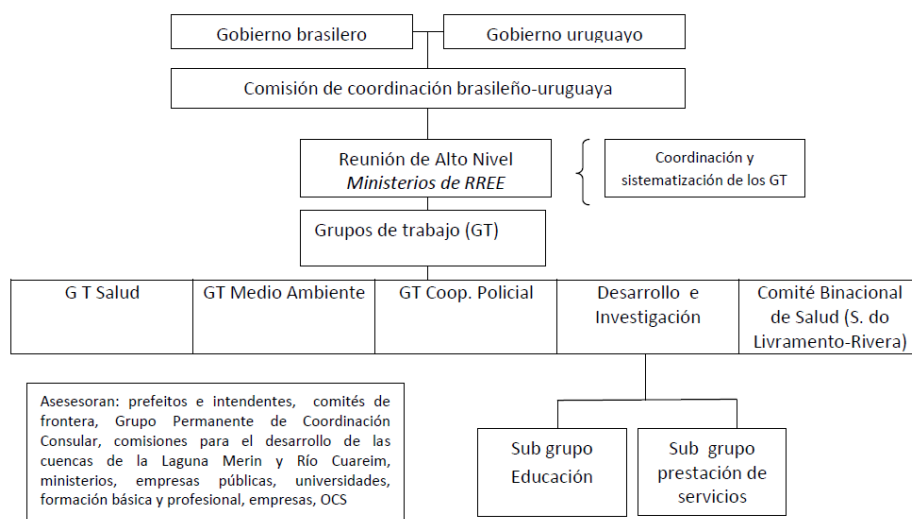 Gobierno brasilero
Gobierno uruguayo
Comisión de coordinación brasileño-uruguaya
Reunión de Alto Nivel
Ministerios de RREE
Coordinación y
sistematización de los GT
Grupos de trabajo (GT)
G T Salud
GT Medio Ambiente
GT Coop. Policial
Desarrollo e
Investigación
Comité Binacional
de Salud (S. do
Livramento-Rivera)
Asesesoran: prefeitos e intendentes, comités de
frontera, Grupo Permanente de Coordinación
Consular, comisiones para el desarrollo de las
cuencas de la Laguna Merin y Río Cuareim,
ministerios, empresas públicas, universidades,
formación básica y profesional, empresas, OCS
Sub grupo
Educación
Sub grupo
prestación de
servicios